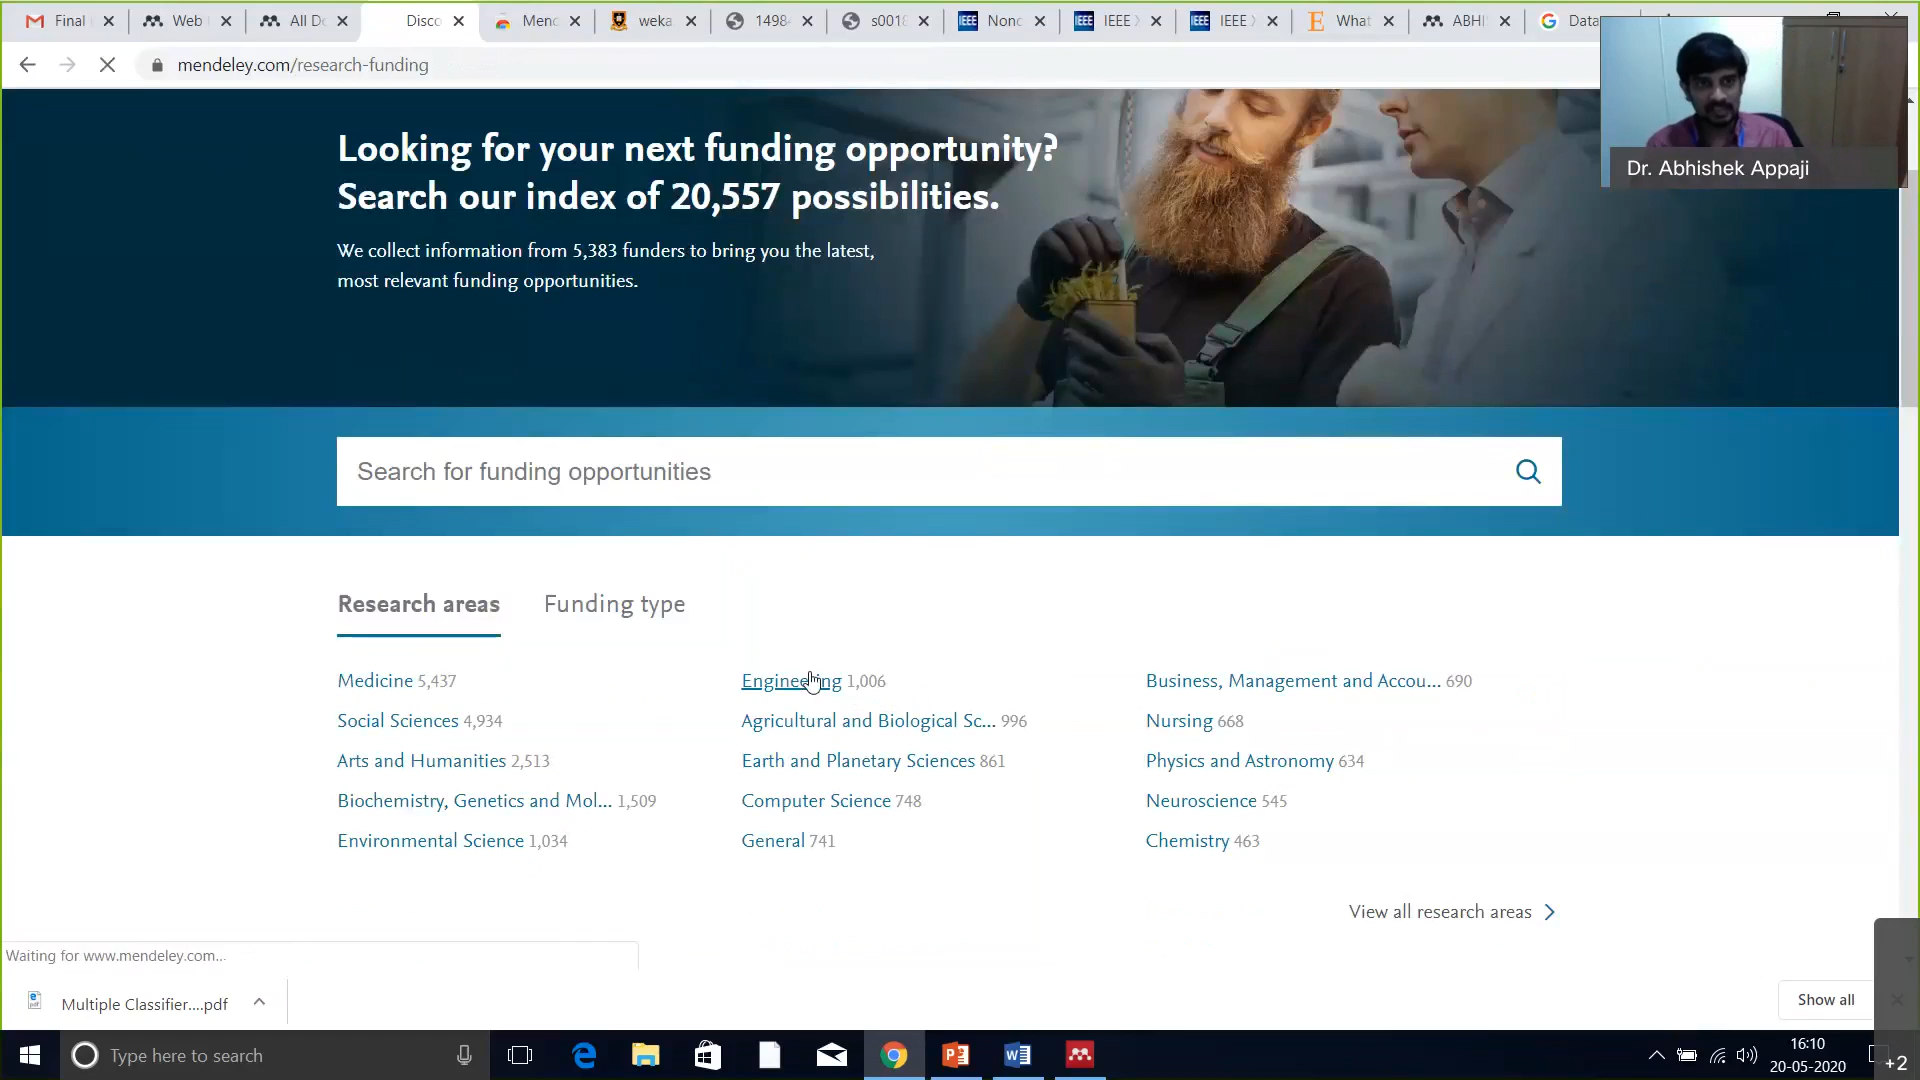 Final
Web
All Do
Disco
Menc
weka
1498
s0018
IEEE Nonc
IEEE IEEE
IEEE IEEE
What
ABHI
Data
mendeley.com/research-funding
Dr. Abhishek Appaji
Looking for your next funding opportunity?
Search our index of 20,557 possibilities.
We collect information from 5,383 funders to bring you the latest,
most relevant funding opportunities.
Search for funding opportunities
Research areas Funding type
Medicine 5,437
Social Sciences 4,934
Arts and Humanities 2,513
Biochemistry, Genetics and Mol... 1,509
Environmental Science 1,034
Engineering 1,006
Agricultural and Biological Sc... 996
Earth and Planetary Sciences 861
Computer Science 748
General 741
Business, Management and Accou... 690
Nursing 668
Physics and Astronomy 634
Neuroscience 545
Chemistry 463
View all research areas
Waiting for www.mendeley.com...
Multiple Classifier....pdf
Show all
Type here to search
16:10
20-05-2020
+2